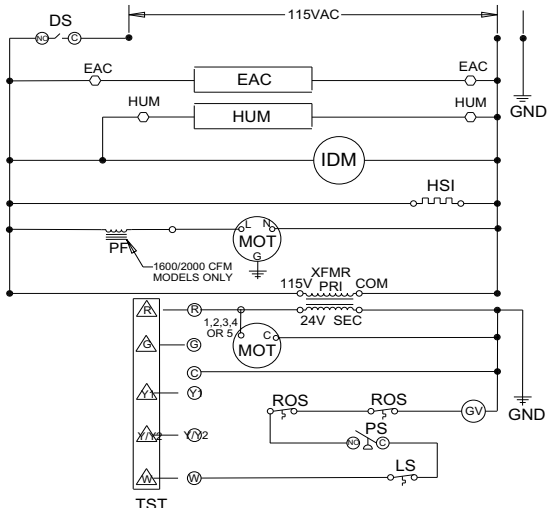 DS
115VAC
NO C
EAC EAC EAC
GND
HUM HUM HUM
IDM
HSI
L N
MOT
G
PF
1600/2000 CFM
MODELS ONLY
XFMR
115V PRI COM
R R
24V SEC
1,2,3,4
OR 5
C
MOT
G G
C
Y1 Y1
ROS ROS
GV
GND
PS
NO C
Y/Y2 Y/Y2
LS
W W
TST